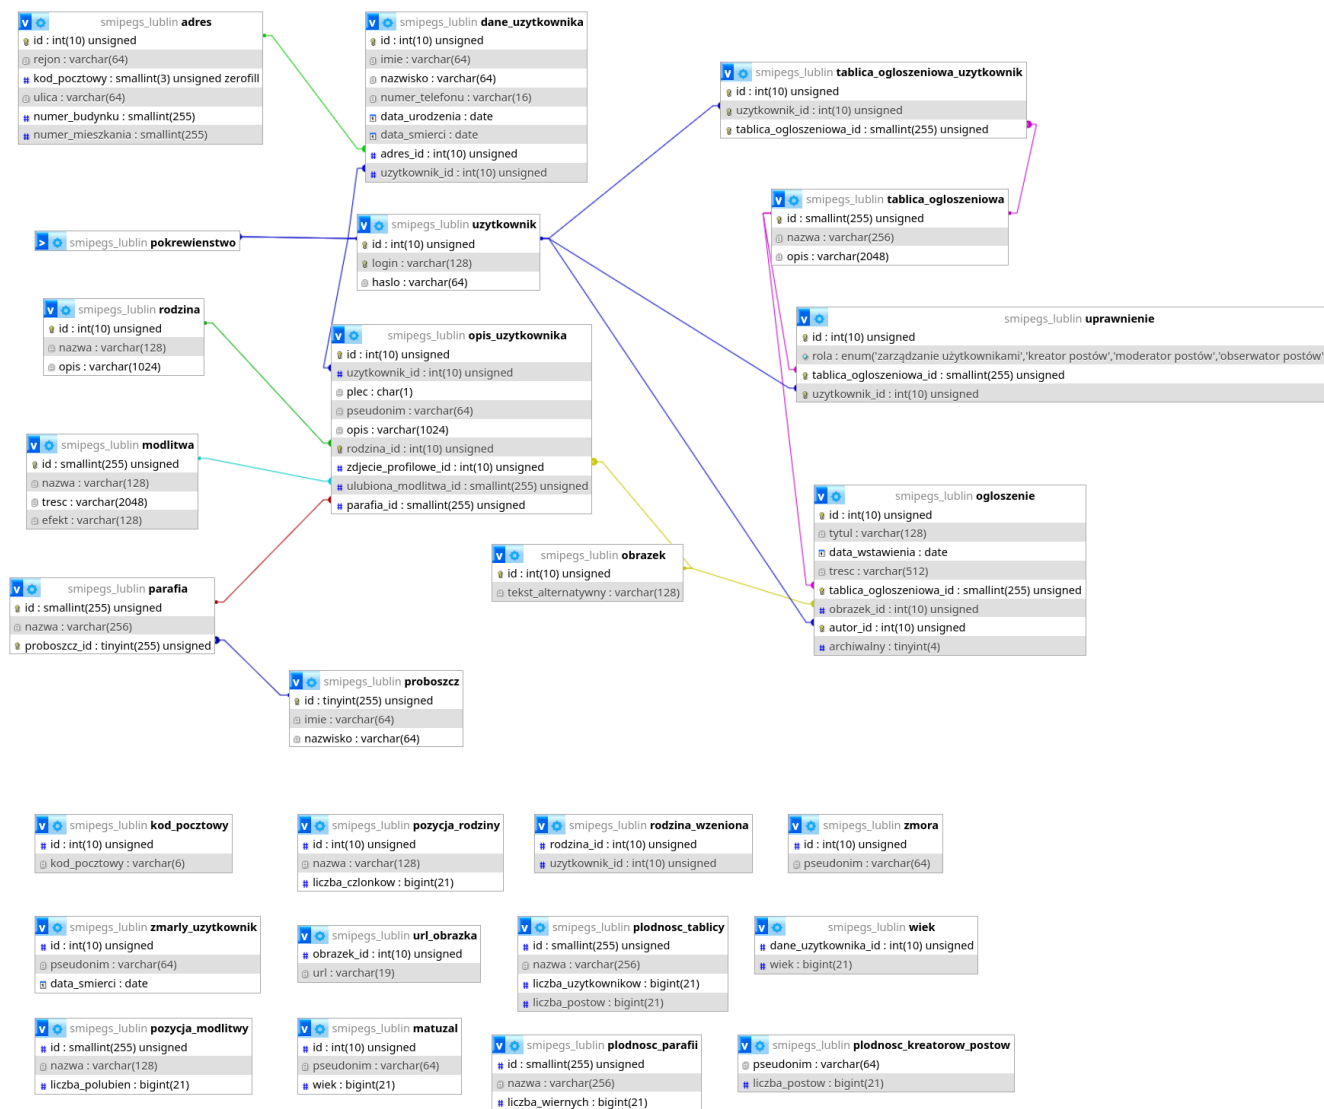 smipegs_lublin adres
id : int(10) unsigned
rejon : varchar(64)
kod_pocztowy : smallint(3) unsigned zerofill
ulica : varchar(64)
numer_budynku : smallint(255)
numer_mieszkania : smallint(255)
smipegs_lublin dane_uzytkownika
id : int(10) unsigned
imie : varchar(64)
nazwisko : varchar(64)
numer_telefonu : varchar(16)
data_urodzenia : date
data_smierci : date
adres_id : int(10) unsigned
uzytkownik_id : int(10) unsigned
smipegs_lublin tablica_ogloszeniowa_uzytkownik
id : int(10) unsigned
uzytkownik_id : int(10) unsigned
tablica_ogloszeniowa_id : smallint(255) unsigned
smipegs_lublin tablica_ogloszeniowa
id : smallint(255) unsigned
nazwa : varchar(256)
opis : varchar(2048)
smipegs_lublin pokrewienstwo
smipegs_lublin uzytkownik
id : int(10) unsigned
login : varchar(128)
haslo : varchar(64)
smipegs_lublin rodzina
id : int(10) unsigned
nazwa : varchar(128)
opis : varchar(1024)
smipegs_lublin opis_uzytkownika
id : int(10) unsigned
uzytkownik_id : int(10) unsigned
plec : char(1)
pseudonim : varchar(64)
opis : varchar(1024)
rodzina_id : int(10) unsigned
zdjecie_profilowe_id : int(10) unsigned
ulubiona_modlitwa_id : smallint(255) unsigned
parafia_id : smallint(255) unsigned
smipegs_lublin uprawnienie
id : int(10) unsigned
rola : enum('zarządzanie użytkownikami','kreator postów','moderator postów','obserwator postów'
tablica_ogloszeniowa_id : smallint(255) unsigned
uzytkownik_id : int(10) unsigned
smipegs_lublin modlitwa
id : smallint(255) unsigned
nazwa : varchar(128)
tresc : varchar(2048)
efekt : varchar(128)
smipegs_lublin ogloszenie
id : int(10) unsigned
tytul : varchar(128)
data_wstawienia : date
tresc : varchar(512)
tablica_ogloszeniowa_id : smallint(255) unsigned
obrazek_id : int(10) unsigned
autor_id : int(10) unsigned
archiwalny : tinyint(4)
smipegs_lublin obrazek
id : int(10) unsigned
tekst_alternatywny : varchar(128)
smipegs_lublin parafia
id : smallint(255) unsigned
nazwa : varchar(256)
proboszcz_id : tinyint(255) unsigned
smipegs_lublin proboszcz
id : tinyint(255) unsigned
imie : varchar(64)
nazwisko : varchar(64)
smipegs_lublin kod_pocztowy
id : int(10) unsigned
kod_pocztowy : varchar(6)
smipegs_lublin pozycja_rodziny
id : int(10) unsigned
nazwa : varchar(128)
liczba_czlonkow : bigint(21)
smipegs_lublin rodzina_wzeniona
rodzina_id : int(10) unsigned
uzytkownik_id : int(10) unsigned
smipegs_lublin zmora
id : int(10) unsigned
pseudonim : varchar(64)
smipegs_lublin zmarly_uzytkownik
id : int(10) unsigned
pseudonim : varchar(64)
data_smierci : date
smipegs_lublin url_obrazka
obrazek_id : int(10) unsigned
url : varchar(19)
smipegs_lublin plodnosc_tablicy
id : smallint(255) unsigned
nazwa : varchar(256)
liczba_uzytkownikow : bigint(21)
liczba_postow : bigint(21)
smipegs_lublin wiek
dane_uzytkownika_id : int(10) unsigned
wiek : bigint(21)
smipegs_lublin pozycja_modlitwy
id : smallint(255) unsigned
nazwa : varchar(128)
liczba_polubien : bigint(21)
smipegs_lublin matuzal
id : int(10) unsigned
pseudonim : varchar(64)
wiek : bigint(21)
smipegs_lublin plodnosc_parafii
id : smallint(255) unsigned
nazwa : varchar(256)
liczba_wiernych : bigint(21)
smipegs_lublin plodnosc_kreatorow_postow
pseudonim : varchar(64)
liczba_postow : bigint(21)